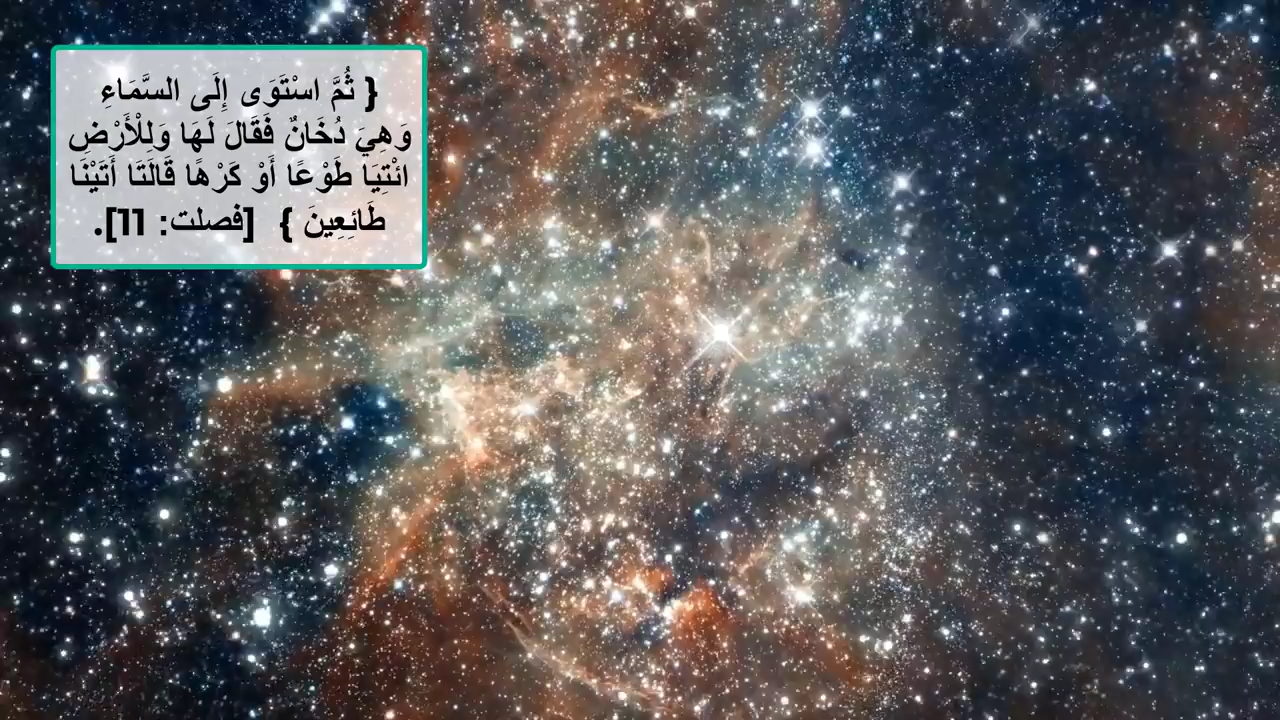 { ثُمَّ اسْتَوَى إِلَى السَّمَاءِ
وَهِيَ دُخَانٌ فَقَالَ لَهَا وَلِلْأَرْضِ
ائْتِيَا طَوْعًا أَوْ كَرْهًا قَالَتَا أَتَيْنَا
طَائِعِينَ } [فصلت: 11].